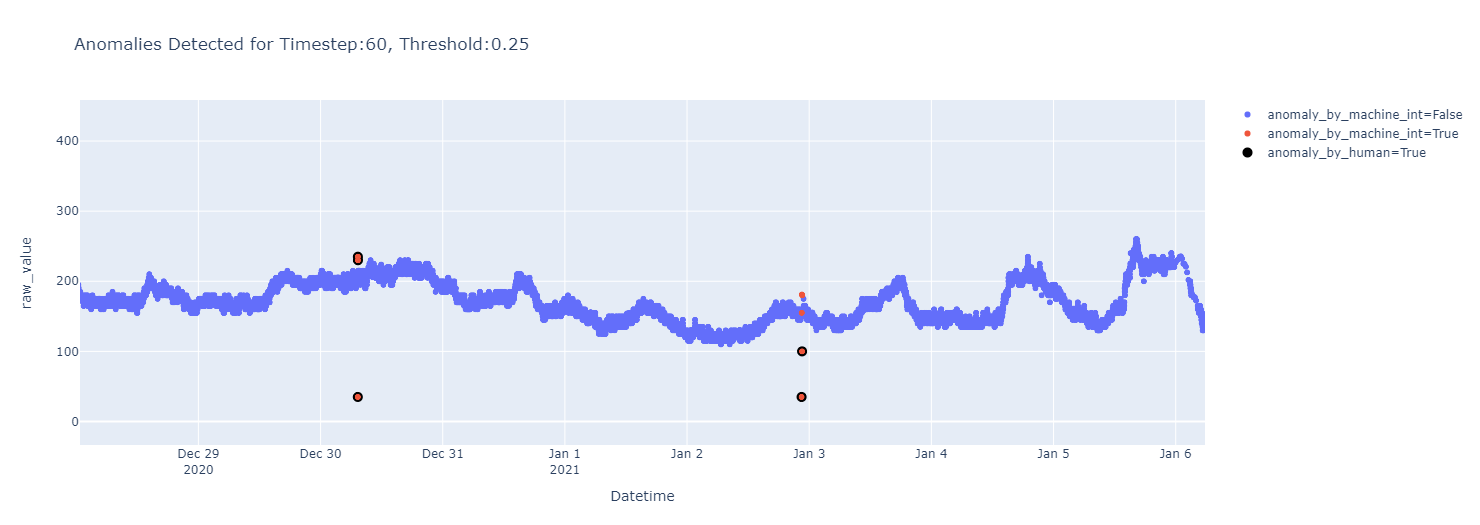 Anomalies Detected for Timestep:60, Threshold:0.25
anomaly_by_machine_int=False
anomaly_by_machine_int=True
anomaly_by_human=True
raw_value
400
300
200
100
0
Dec 29
2020
Dec 30
Dec 31
Jan 1
2021
Jan 2
Jan 3
Jan 4
Jan 5
Jan 6
Datetime